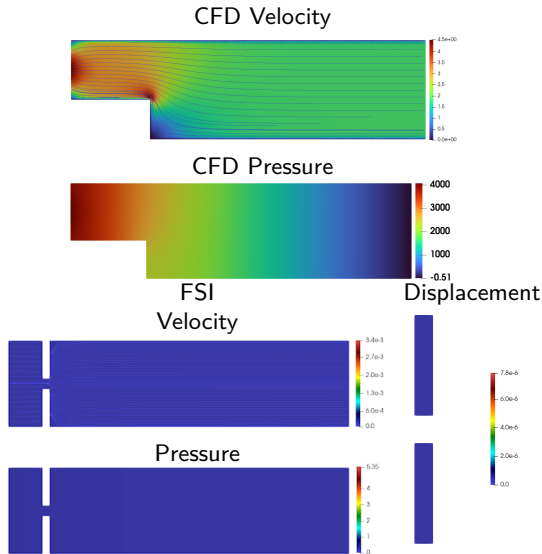 CFD Velocity
4.5e+00
4
3.5
3
2.5
2
1.5
1
0.5
0.0e+00
CFD Pressure
4000
3000
2000
1000
-0.51
FSI
Displacement
Velocity
3.4e-3
2.7e-3
2.0e-3
1.3e-3
6.0e-4
0.0
7.8e-6
6.0e-6
4.0e-6
2.0e-6
0.0
Pressure
5.35
4
3
2
1
0